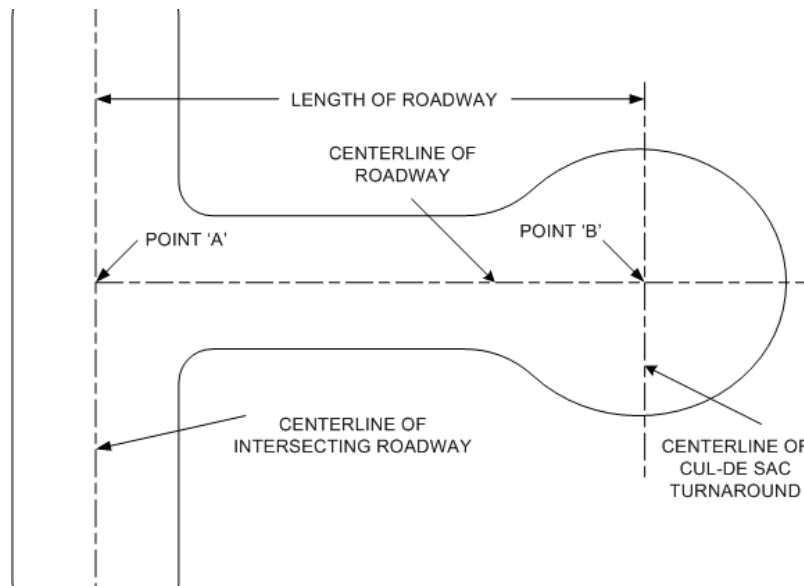 LENGTH OF ROADWAY
CENTERLINE OF
ROADWAY
POINT 'A'
POINT 'B'
CENTERLINE OF
INTERSECTING ROADWAY
CENTERLINE OF
CUL-DE SAC
TURNAROUND